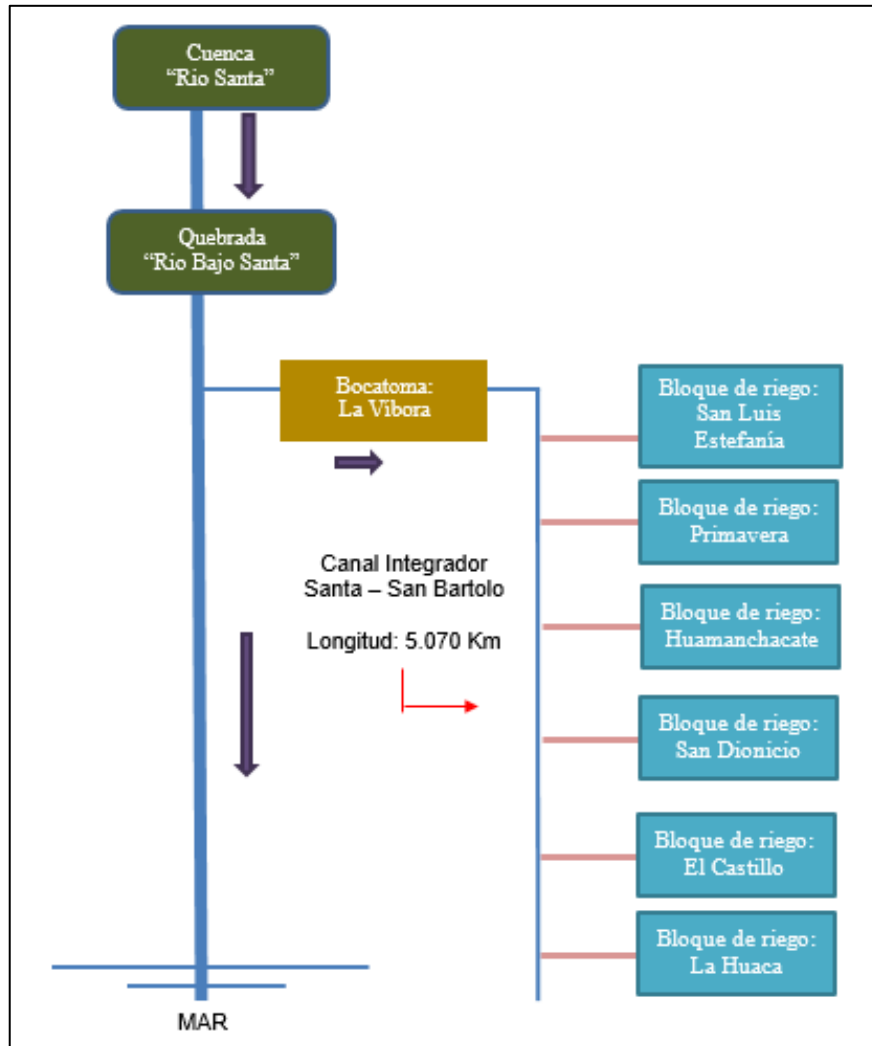 Cuenca
“Rio Santa”
Quebrada
“Rio Bajo Santa”
Bocatoma:
La Vibora
Canal Integrador
Santa – San Bartolo
Longitud: 5.070 Km
Bloque de riego:
San Luis
Estefanía
Bloque de riego:
Primavera
Bloque de riego:
Huamanchacate
Bloque de riego:
San Dionicio
Bloque de riego:
El Castillo
Bloque de riego:
La Huaca
MAR